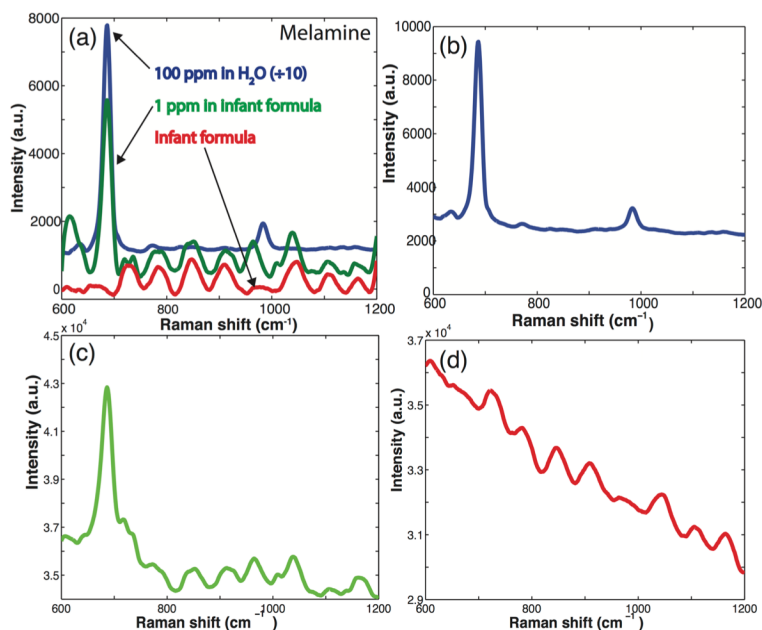 (a)
Melamine
100 ppm in H2O (+10)
1 ppm in infant formula
Infant formula
8000
6000
4000
2000
0
Intensity (a.u.)
600
800
1000
1200
Raman shift (cm-1)
(b)
10000
8000
6000
4000
2000
0
Intensity (a.u.)
600
800
1000
1200
Raman shift (cm-1)
(c)
4.5 x 10^4
4.3
4.1
3.9
3.7
3.5
Intensity (a.u.)
600
800
1000
1200
Raman shift (cm-1)
(d)
3.7 x 10^4
3.5
3.3
3.1
2.9
Intensity (a.u.)
600
800
1000
1200
Raman shift (cm-1)